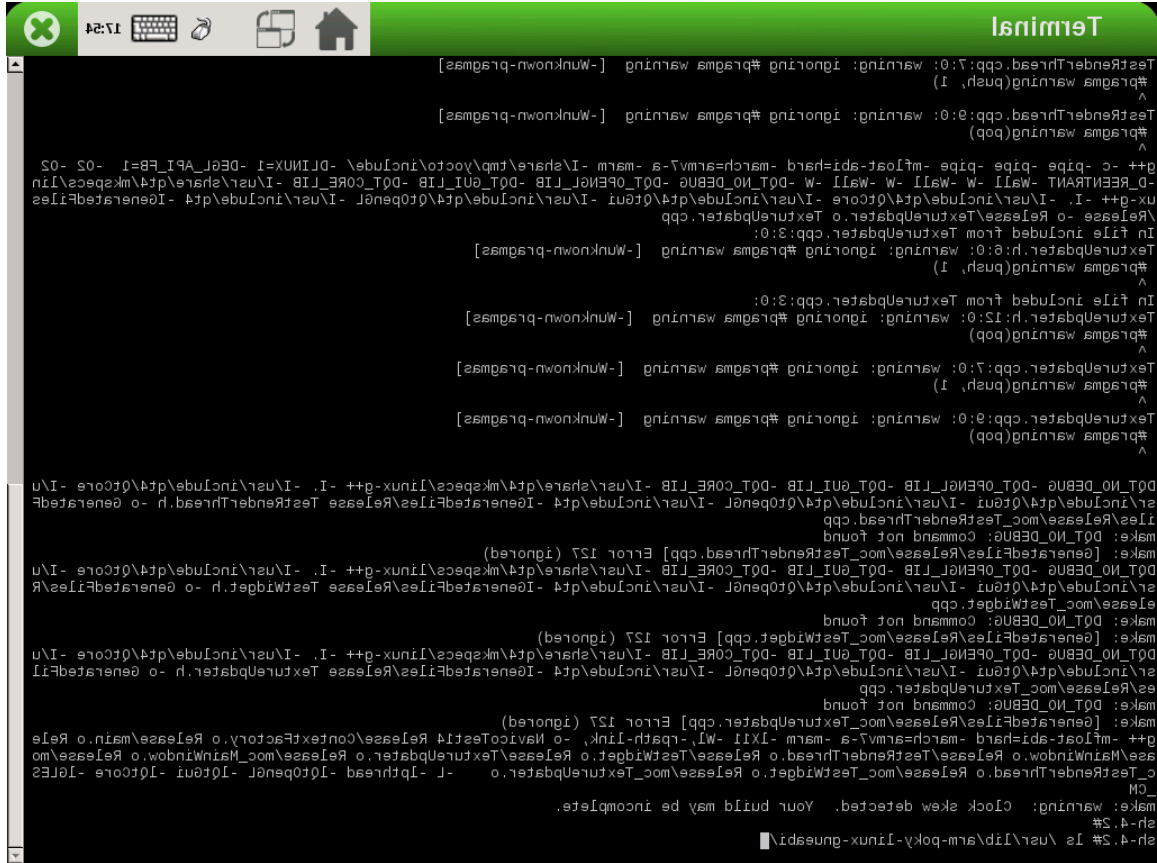 Terminal
17:54
TestRenderThread.cpp:7:0: warning: ignoring #pragma warning  [-Wunknown-pragmas]
 #pragma warning(push, 1)
 ^
TestRenderThread.cpp:9:0: warning: ignoring #pragma warning  [-Wunknown-pragmas]
 #pragma warning(pop)
 ^
g++ -c -pipe -pipe -pipe -mfloat-abi=hard -march=armv7-a -marm -I/share/tmp/yocto/include/ -DLINUX=1 -DEGL_API_FB=1  -O2 -O2
-D_REENTRANT -Wall -W -Wall -W -Wall -W -DQT_NO_DEBUG -DQT_OPENGL_LIB -DQT_GUI_LIB -DQT_CORE_LIB -I/usr/share/qt4/mkspecs/lin
ux-g++ -I. -I/usr/include/qt4/QtCore -I/usr/include/qt4/QtGui -I/usr/include/qt4/QtOpenGL -I/usr/include/qt4 -IGeneratedFiles
/Release -o Release/TextureUpdater.o TextureUpdater.cpp
In file included from TextureUpdater.cpp:3:0:
TextureUpdater.h:6:0: warning: ignoring #pragma warning  [-Wunknown-pragmas]
 #pragma warning(push, 1)
 ^
In file included from TextureUpdater.cpp:3:0:
TextureUpdater.h:12:0: warning: ignoring #pragma warning  [-Wunknown-pragmas]
 #pragma warning(pop)
 ^
TextureUpdater.cpp:7:0: warning: ignoring #pragma warning  [-Wunknown-pragmas]
 #pragma warning(push, 1)
 ^
TextureUpdater.cpp:9:0: warning: ignoring #pragma warning  [-Wunknown-pragmas]
 #pragma warning(pop)
 ^
DQT_NO_DEBUG -DQT_OPENGL_LIB -DQT_GUI_LIB -DQT_CORE_LIB -I/usr/share/qt4/mkspecs/linux-g++ -I. -I/usr/include/qt4/QtCore -I/u
sr/include/qt4/QtGui -I/usr/include/qt4/QtOpenGL -I/usr/include/qt4 -IGeneratedFiles/Release TestRenderThread.h -o GeneratedF
iles/Release/moc_TestRenderThread.cpp
make: DQT_NO_DEBUG: Command not found
make: [GeneratedFiles/Release/moc_TestRenderThread.cpp] Error 127 (ignored)
DQT_NO_DEBUG -DQT_OPENGL_LIB -DQT_GUI_LIB -DQT_CORE_LIB -I/usr/share/qt4/mkspecs/linux-g++ -I. -I/usr/include/qt4/QtCore -I/u
sr/include/qt4/QtGui -I/usr/include/qt4/QtOpenGL -I/usr/include/qt4 -IGeneratedFiles/Release TestWidget.h -o GeneratedFiles/R
elease/moc_TestWidget.cpp
make: DQT_NO_DEBUG: Command not found
make: [GeneratedFiles/Release/moc_TestWidget.cpp] Error 127 (ignored)
DQT_NO_DEBUG -DQT_OPENGL_LIB -DQT_GUI_LIB -DQT_CORE_LIB -I/usr/share/qt4/mkspecs/linux-g++ -I. -I/usr/include/qt4/QtCore -I/u
sr/include/qt4/QtGui -I/usr/include/qt4/QtOpenGL -I/usr/include/qt4 -IGeneratedFiles/Release TextureUpdater.h -o GeneratedFil
es/Release/moc_TextureUpdater.cpp
make: DQT_NO_DEBUG: Command not found
make: [GeneratedFiles/Release/moc_TextureUpdater.cpp] Error 127 (ignored)
g++ -mfloat-abi=hard -march=armv7-a -marm -lX11 -Wl,-rpath-link, -o NavicoTest14 Release/ContextFactory.o Release/main.o Rele
ase/MainWindow.o Release/TestRenderThread.o Release/TestWidget.o Release/TextureUpdater.o Release/moc_MainWindow.o Release/mo
c_TestRenderThread.o Release/moc_TestWidget.o Release/moc_TextureUpdater.o    -L -lpthread -lQtOpenGL -lQtGui -lQtCore -lGLES
_CM
make: warning:  Clock skew detected.  Your build may be incomplete.
sh-4.2#
sh-4.2# ls /usr/lib/arm-poky-linux-gnueabi/